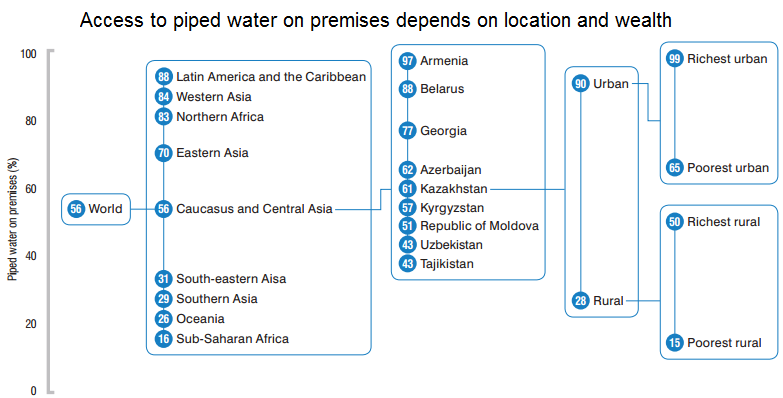 Access to piped water on premises depends on location and wealth
Piped water on premises (%)
100
80
60
40
20
0
56 World
88 Latin America and the Caribbean
84 Western Asia
83 Northern Africa
70 Eastern Asia
56 Caucasus and Central Asia
31 South-eastern Aisa
29 Southern Asia
26 Oceania
16 Sub-Saharan Africa
97 Armenia
88 Belarus
77 Georgia
62 Azerbaijan
61 Kazakhstan
57 Kyrgyzstan
51 Republic of Moldova
43 Uzbekistan
43 Tajikistan
90 Urban
28 Rural
99 Richest urban
65 Poorest urban
50 Richest rural
15 Poorest rural